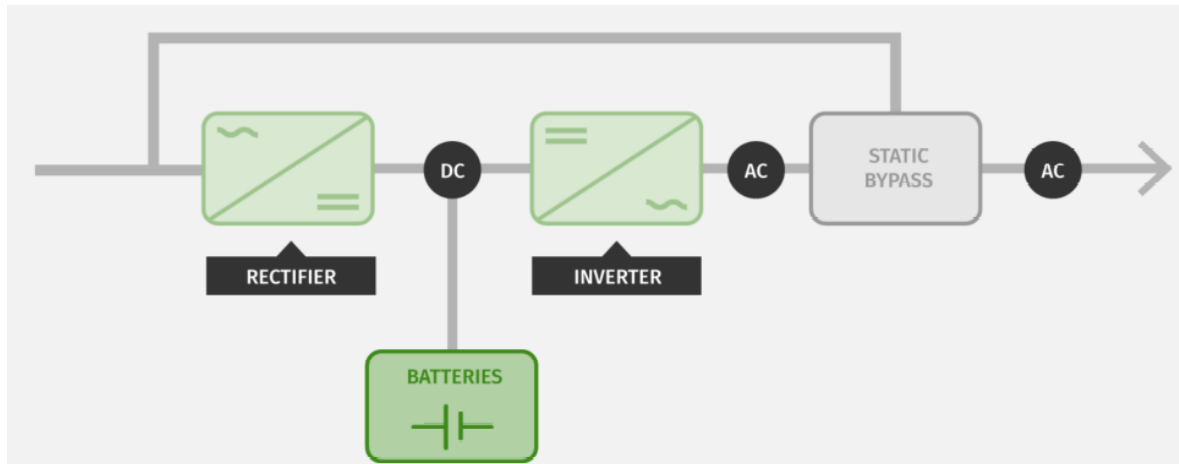 DC
AC
STATIC
BYPASS
AC
RECTIFIER
INVERTER
BATTERIES